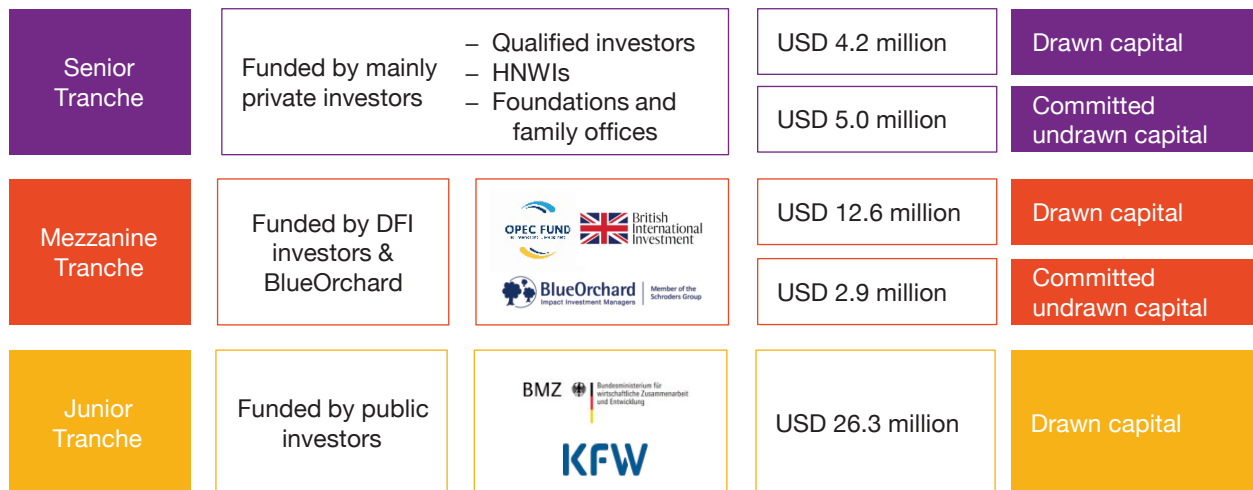 Senior
Tranche
Funded by mainly
private investors
– Qualified investors
– HNWIs
– Foundations and
family offices
USD 4.2 million
Drawn capital
USD 5.0 million
Committed
undrawn capital
Mezzanine
Tranche
Funded by DFI
investors &
BlueOrchard
OPEC FUND
British
International
Investment
BlueOrchard
Impact Investment Managers
Member of the
Schroders Group
USD 12.6 million
Drawn capital
USD 2.9 million
Committed
undrawn capital
Junior
Tranche
Funded by public
investors
BMZ
Bundesministerium für
wirtschaftliche Zusammenarbeit
und Entwicklung
KFW
USD 26.3 million
Drawn capital